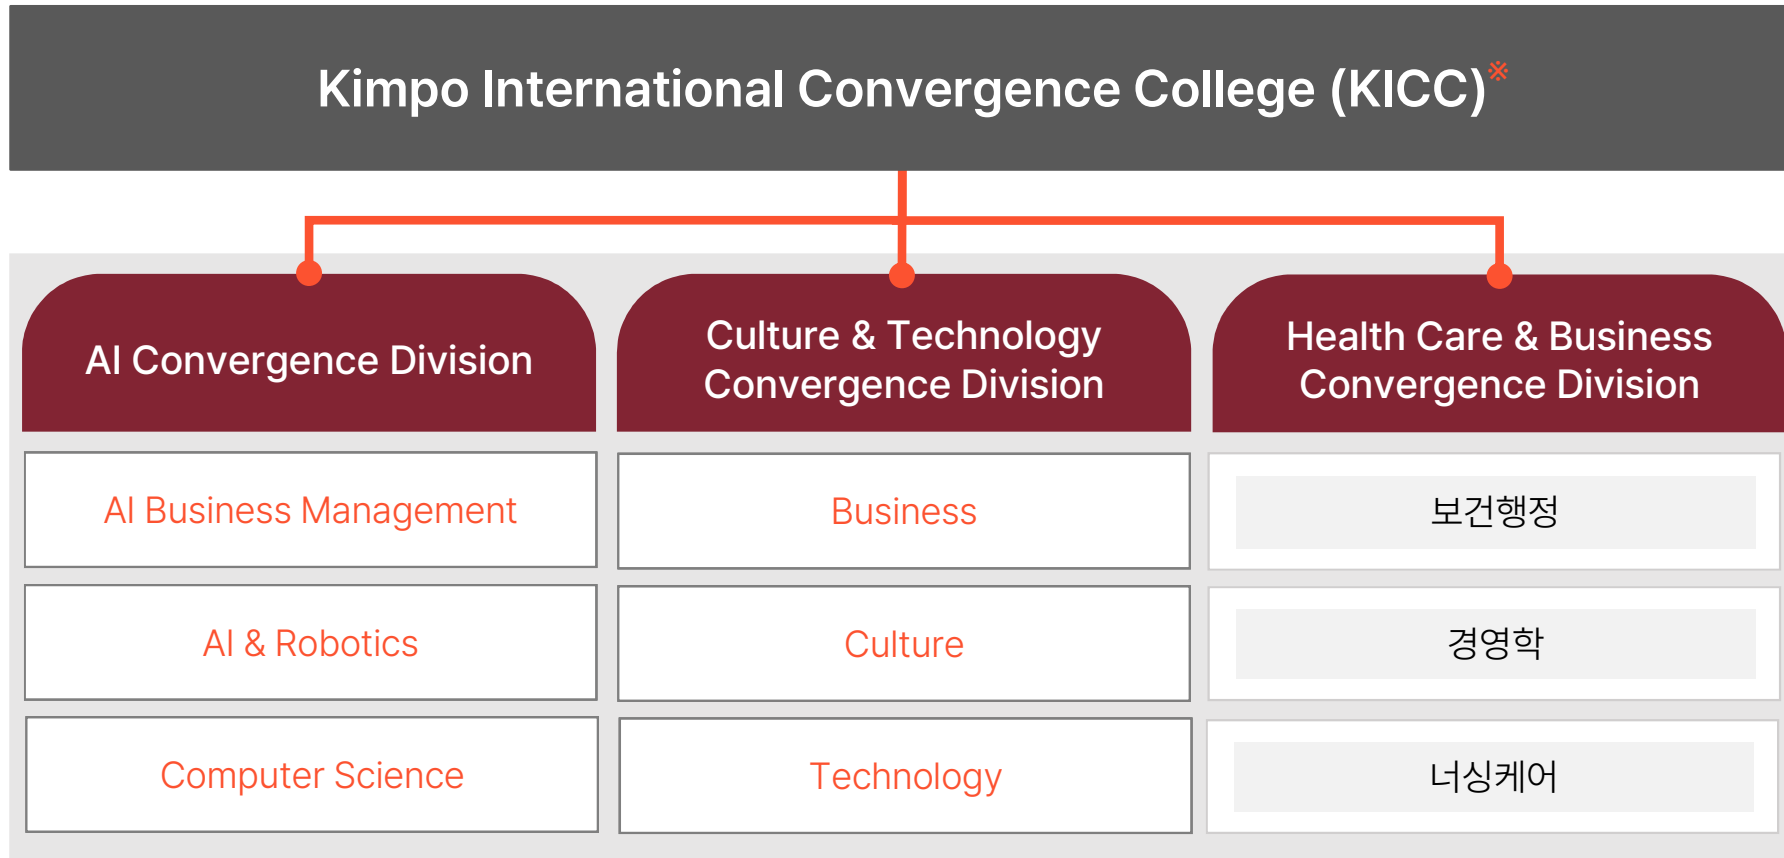 Kimpo International Convergence College (KICC)※
AI Convergence Division
Culture & Technology
Convergence Division
Health Care & Business
Convergence Division
AI Business Management
Business
보건행정
AI & Robotics
Culture
경영학
Computer Science
Technology
너싱케어